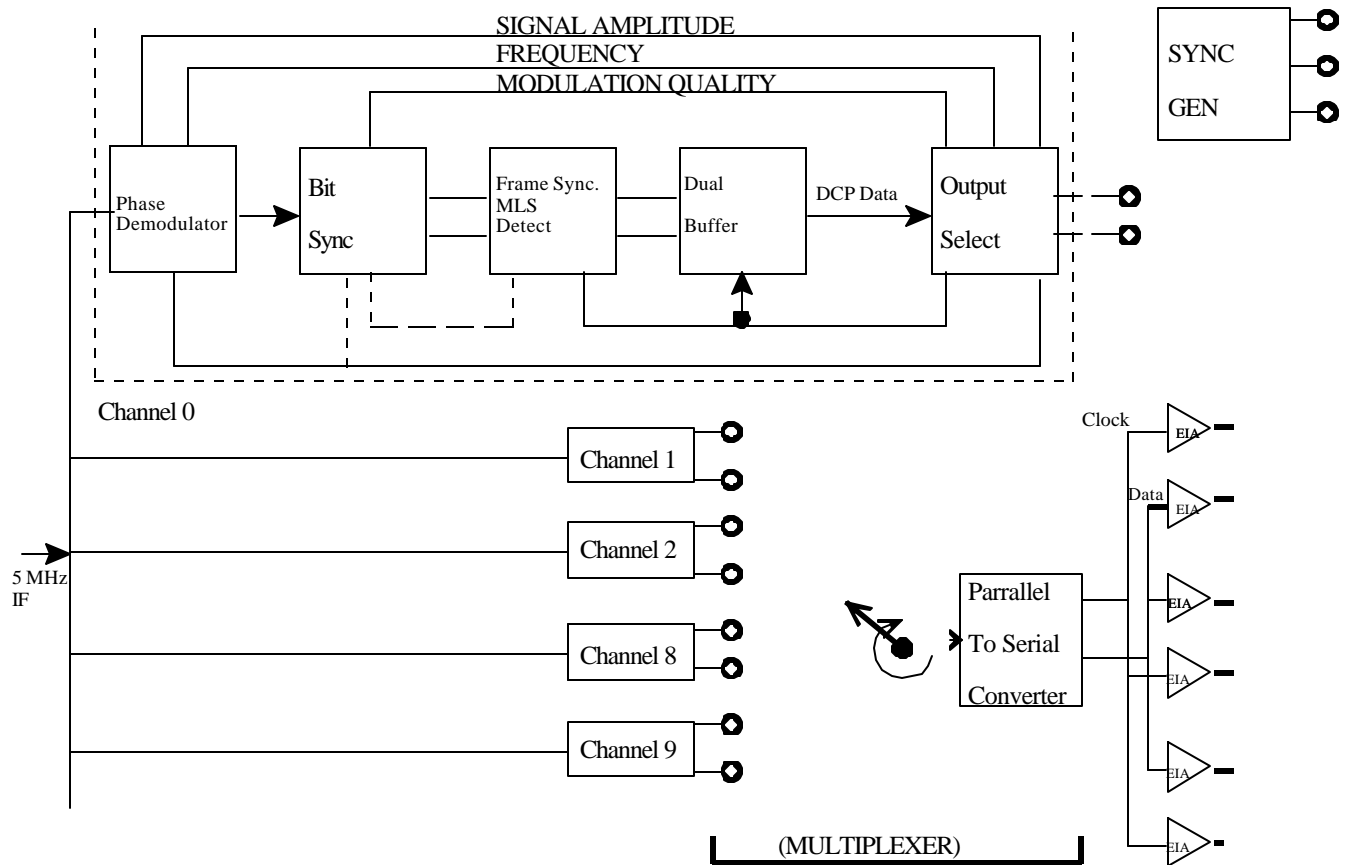 SIGNAL AMPLITUDE
FREQUENCY
MODULATION QUALITY
SYNC
GEN
Phase
Demodulator
Bit
Sync
Frame Sync.
MLS
Detect
Dual
Buffer
DCP Data
Output
Select
Channel 0
Clock
EIA
Channel 1
Data
EIA
Channel 2
5 MHz
IF
Parrallel
To Serial
Converter
EIA
Channel 8
EIA
Channel 9
EIA
(MULTIPLEXER)
EIA